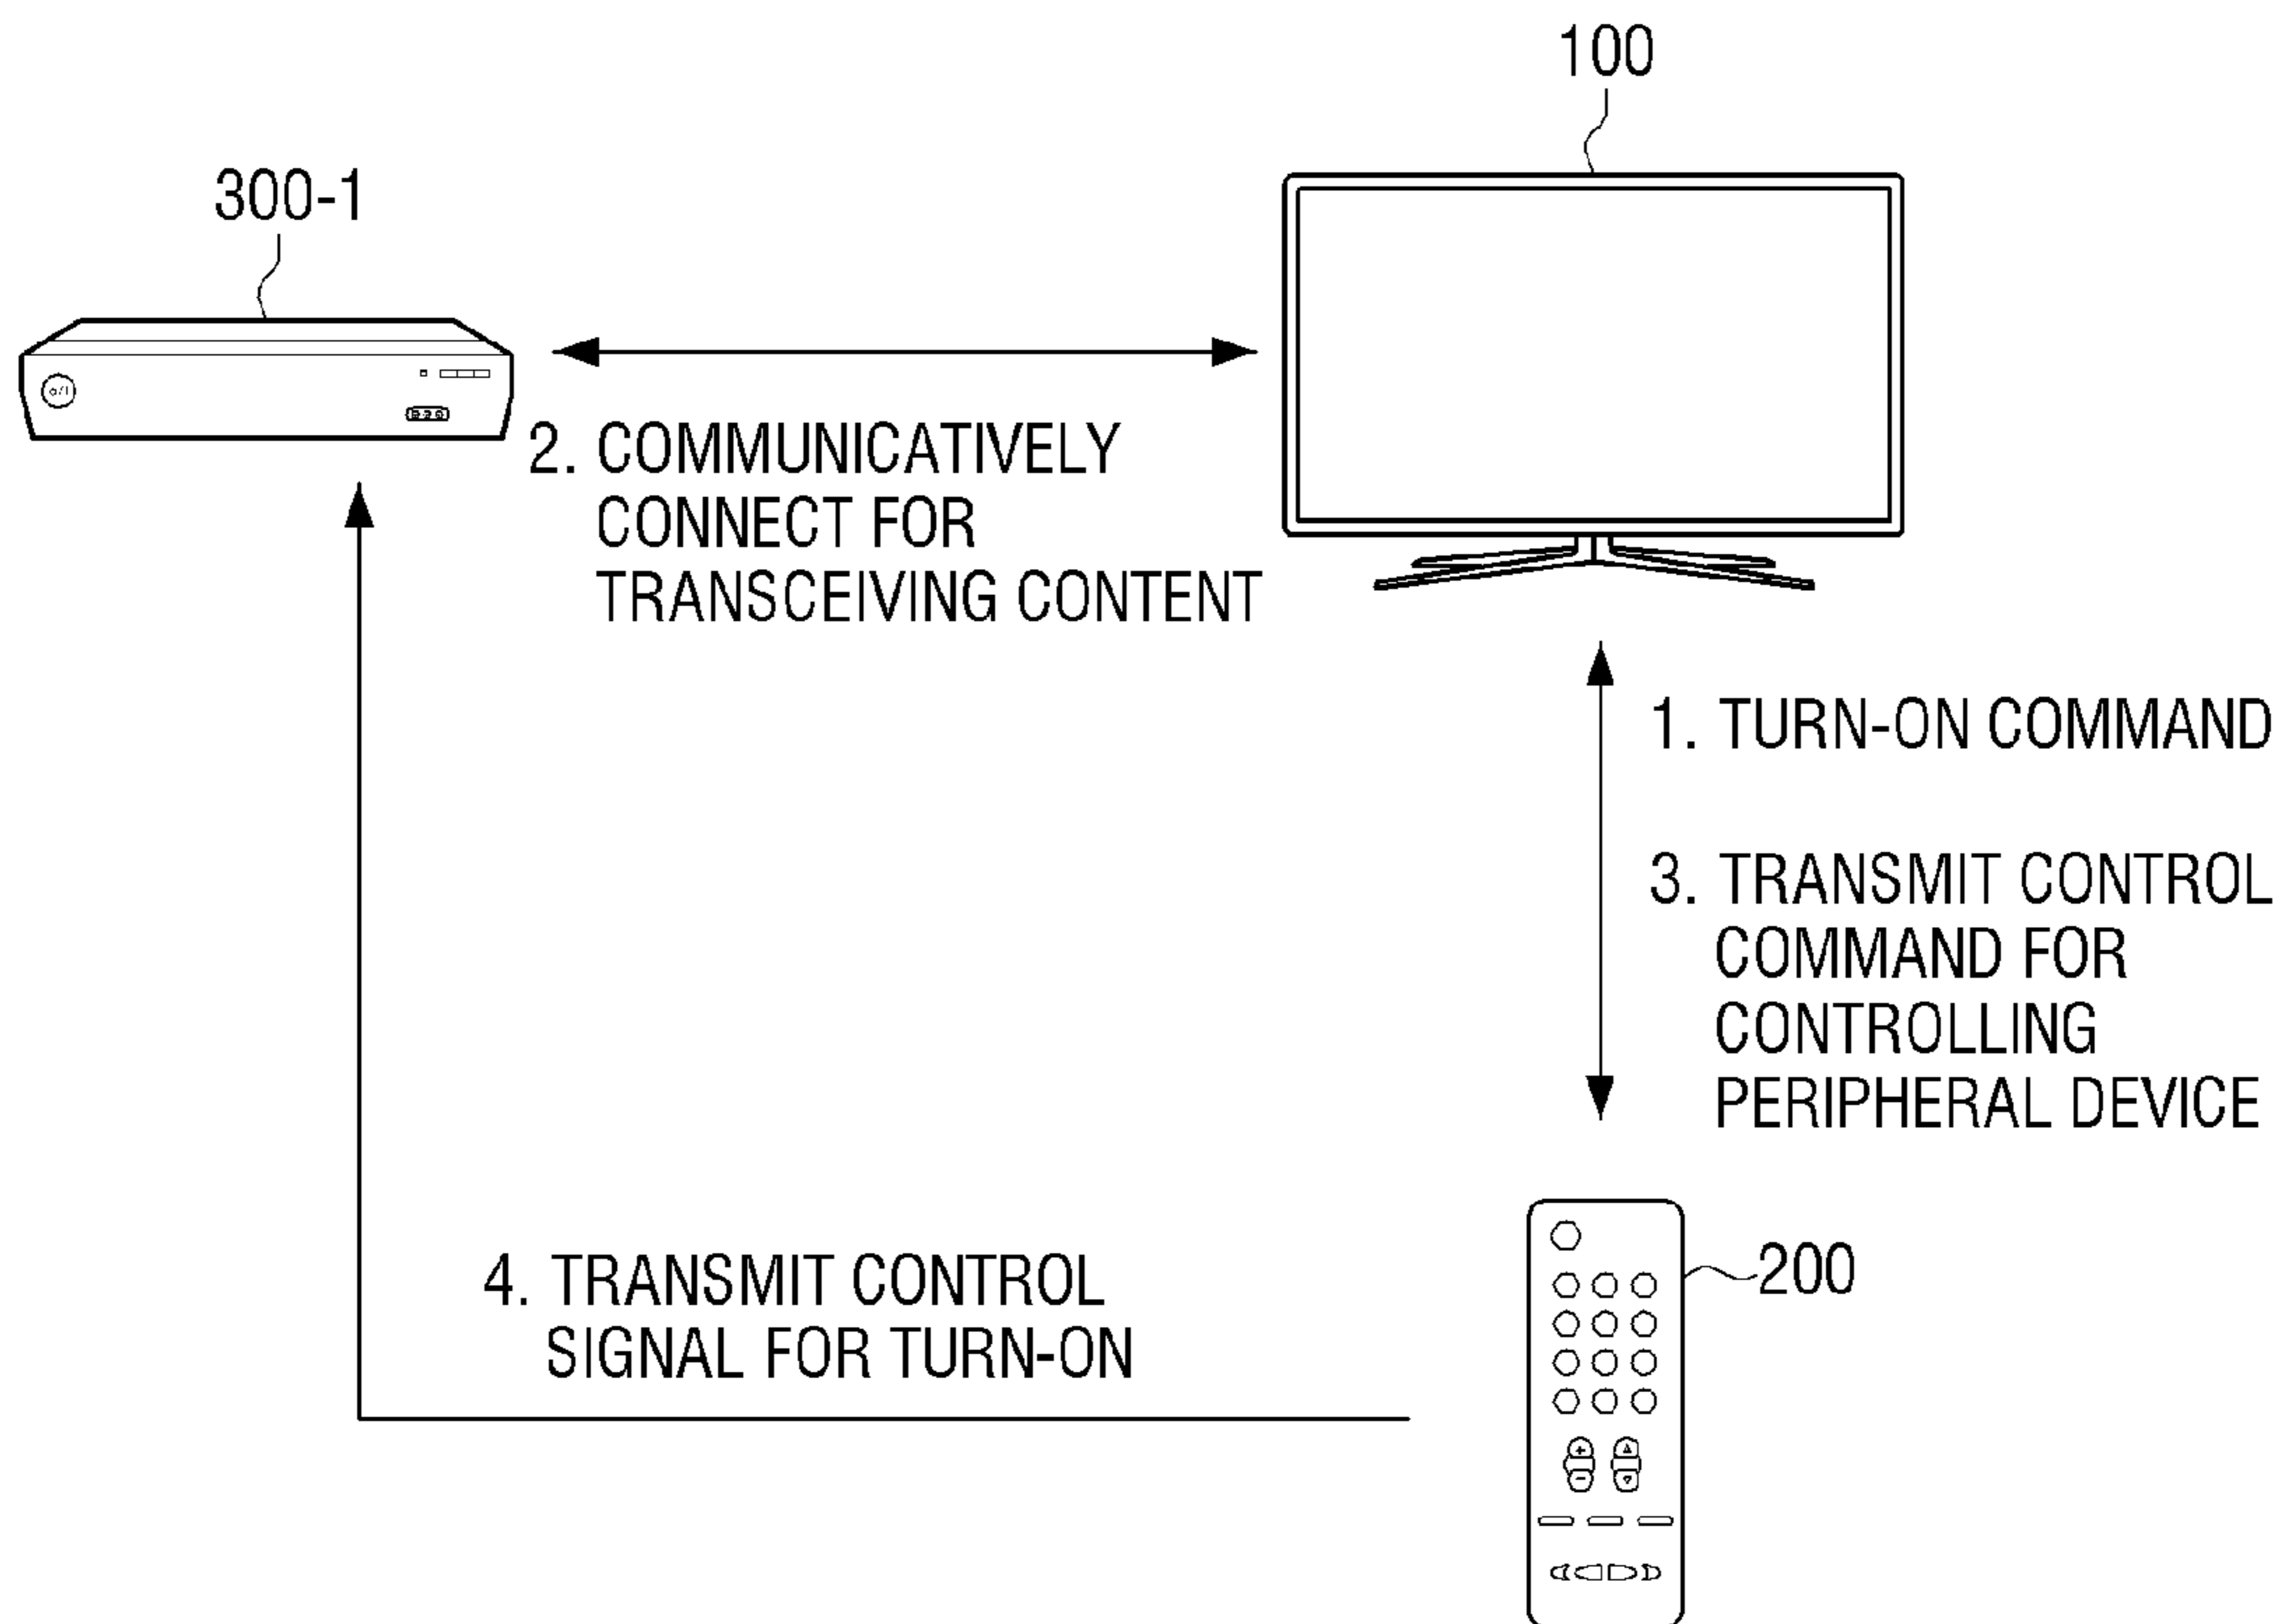 100
300-1
2. COMMUNICATIVELY
CONNECT FOR
TRANSCEIVING CONTENT
1. TURN-ON COMMAND
3. TRANSMIT CONTROL
COMMAND FOR
CONTROLLING
PERIPHERAL DEVICE
4. TRANSMIT CONTROL
SIGNAL FOR TURN-ON
200